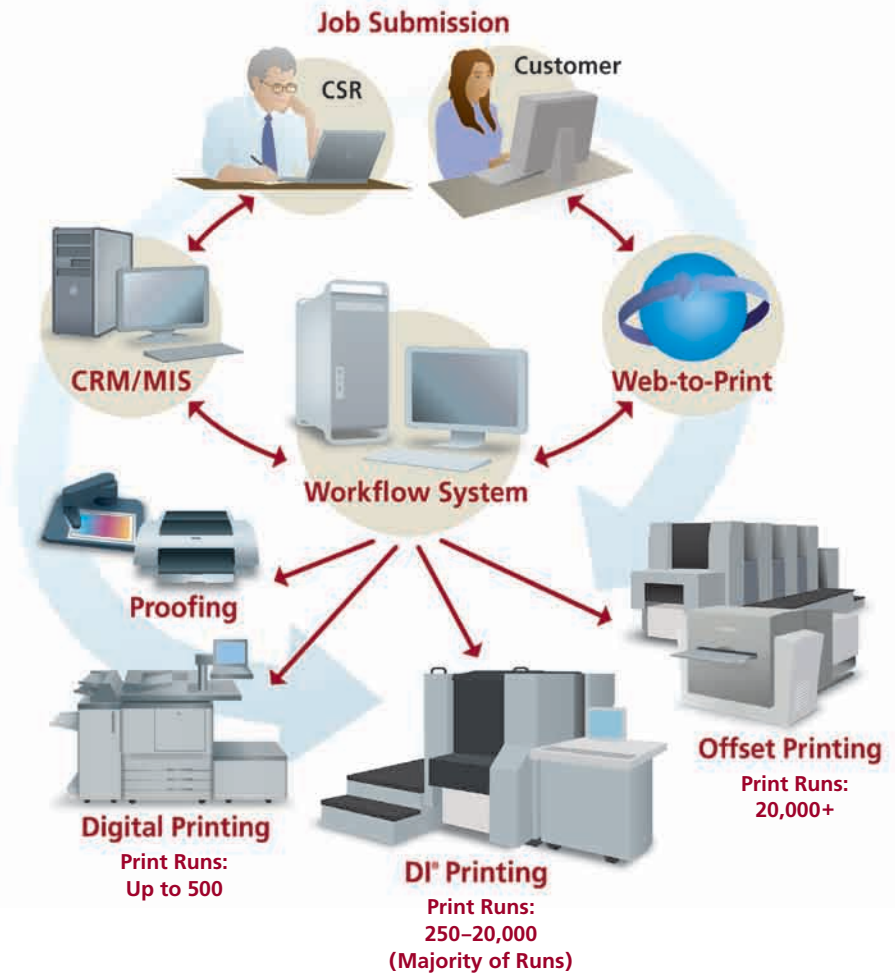 Job Submission
CSR
Customer
CRM/MIS
Web-to-Print
Workflow System
Proofing
Digital Printing
Print Runs:
Up to 500
DI® Printing
Print Runs:
250–20,000
(Majority of Runs)
Offset Printing
Print Runs:
20,000+